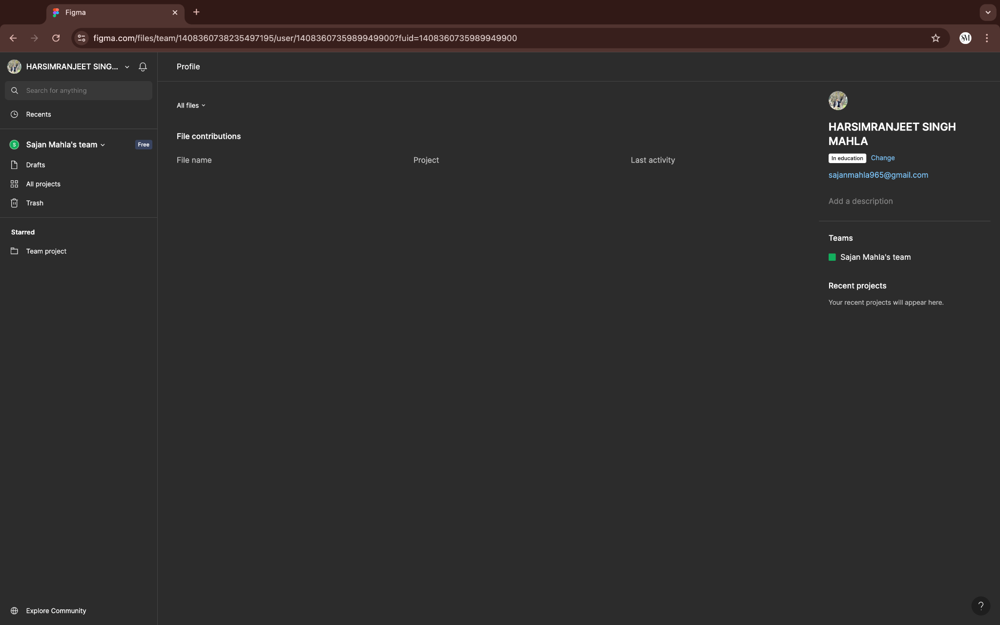 Figma
figma.com/files/team/1408360738235497195/user/1408360735989949900?fuid=1408360735989949900
SM
HARSIMRANJEET SING...
Search for anything
Recents
S
Sajan Mahla's team
Free
Drafts
All projects
Trash
Starred
Team project
Explore Community
Profile
All files
File contributions
File name
Project
Last activity
HARSIMRANJEET SINGH
MAHLA
In education
Change
sajanmahla965@gmail.com
Add a description
Teams
Sajan Mahla's team
Recent projects
Your recent projects will appear here.
?